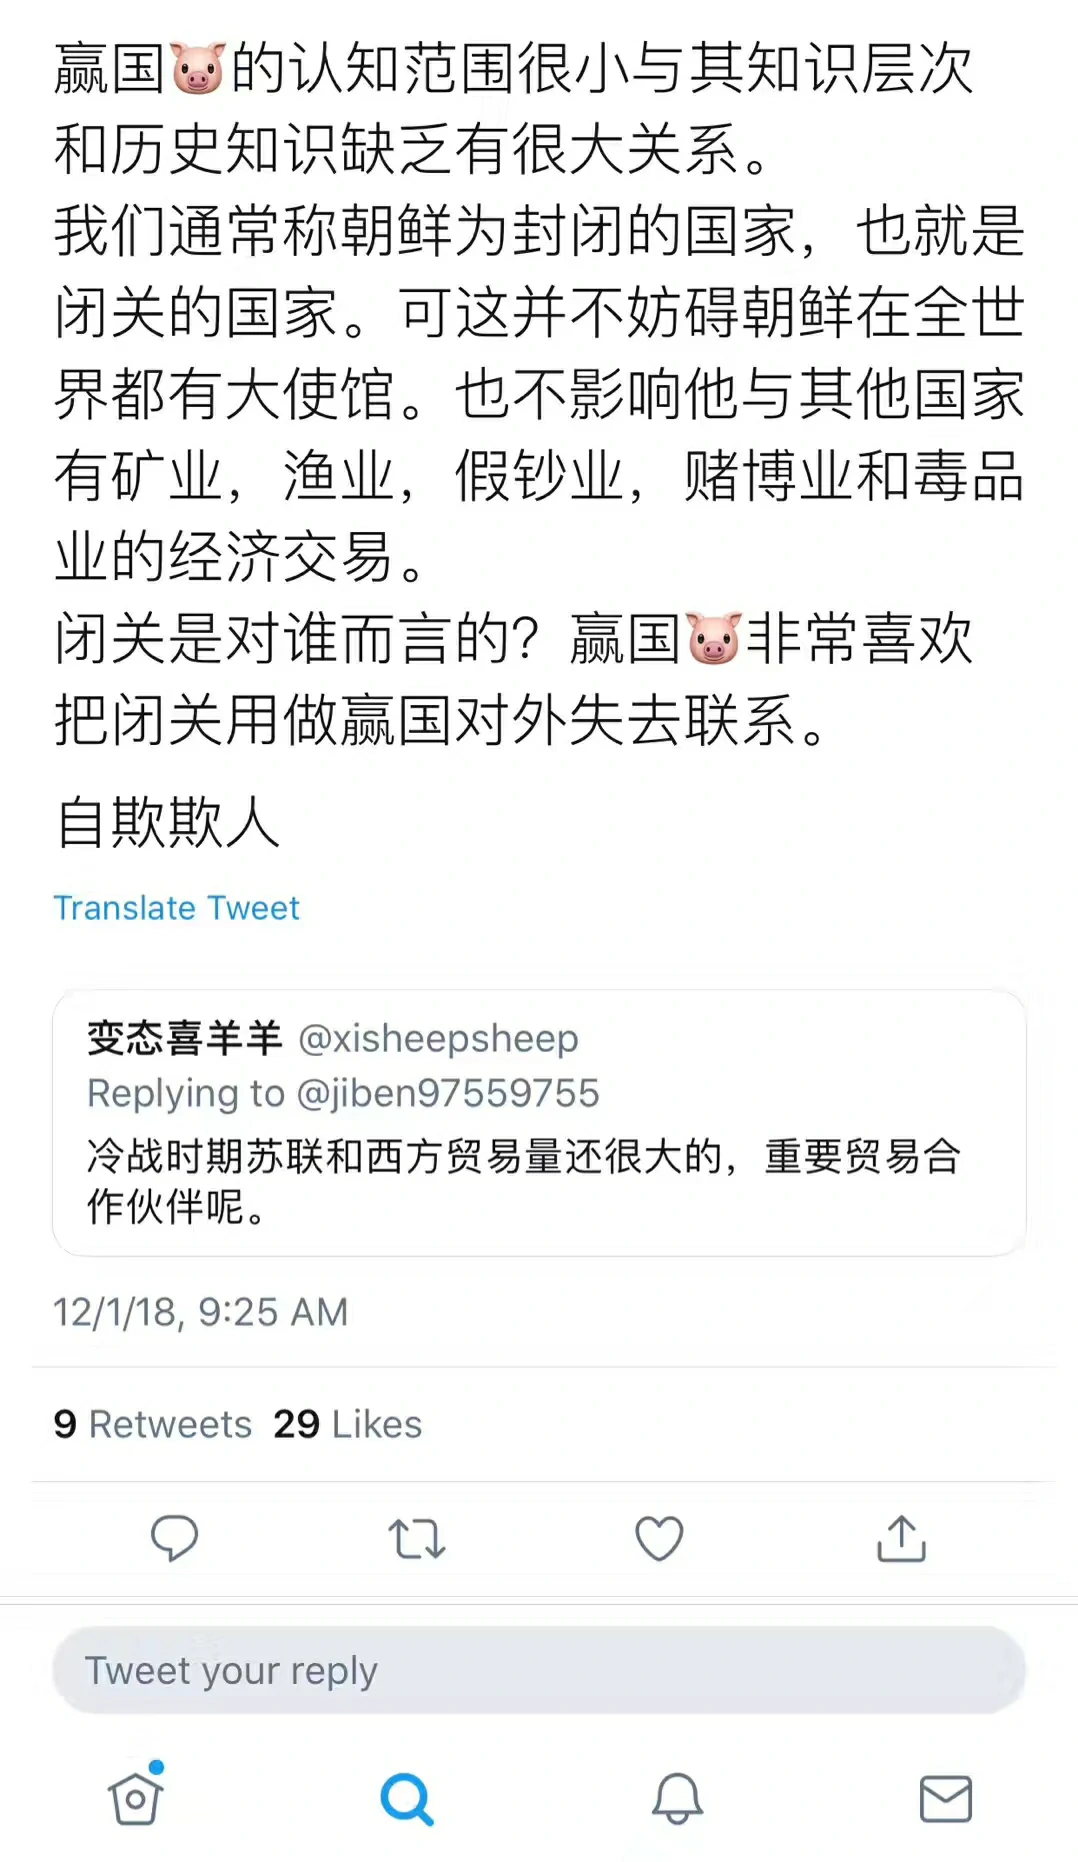 赢国🐷的认知范围很小与其知识层次
和历史知识缺乏有很大关系。
我们通常称朝鲜为封闭的国家，也就是
闭关的国家。可这并不妨碍朝鲜在全世
界都有大使馆。也不影响他与其他国家
有矿业，渔业，假钞业，赌博业和毒品
业的经济交易。
闭关是对谁而言的？赢国🐷非常喜欢
把闭关用做赢国对外失去联系。
自欺欺人
Translate Tweet
变态喜羊羊 @xisheepsheep
Replying to @jiben97559755
冷战时期苏联和西方贸易量还很大的，重要贸易合
作伙伴呢。
12/1/18, 9:25 AM
9 Retweets 29 Likes
Tweet your reply